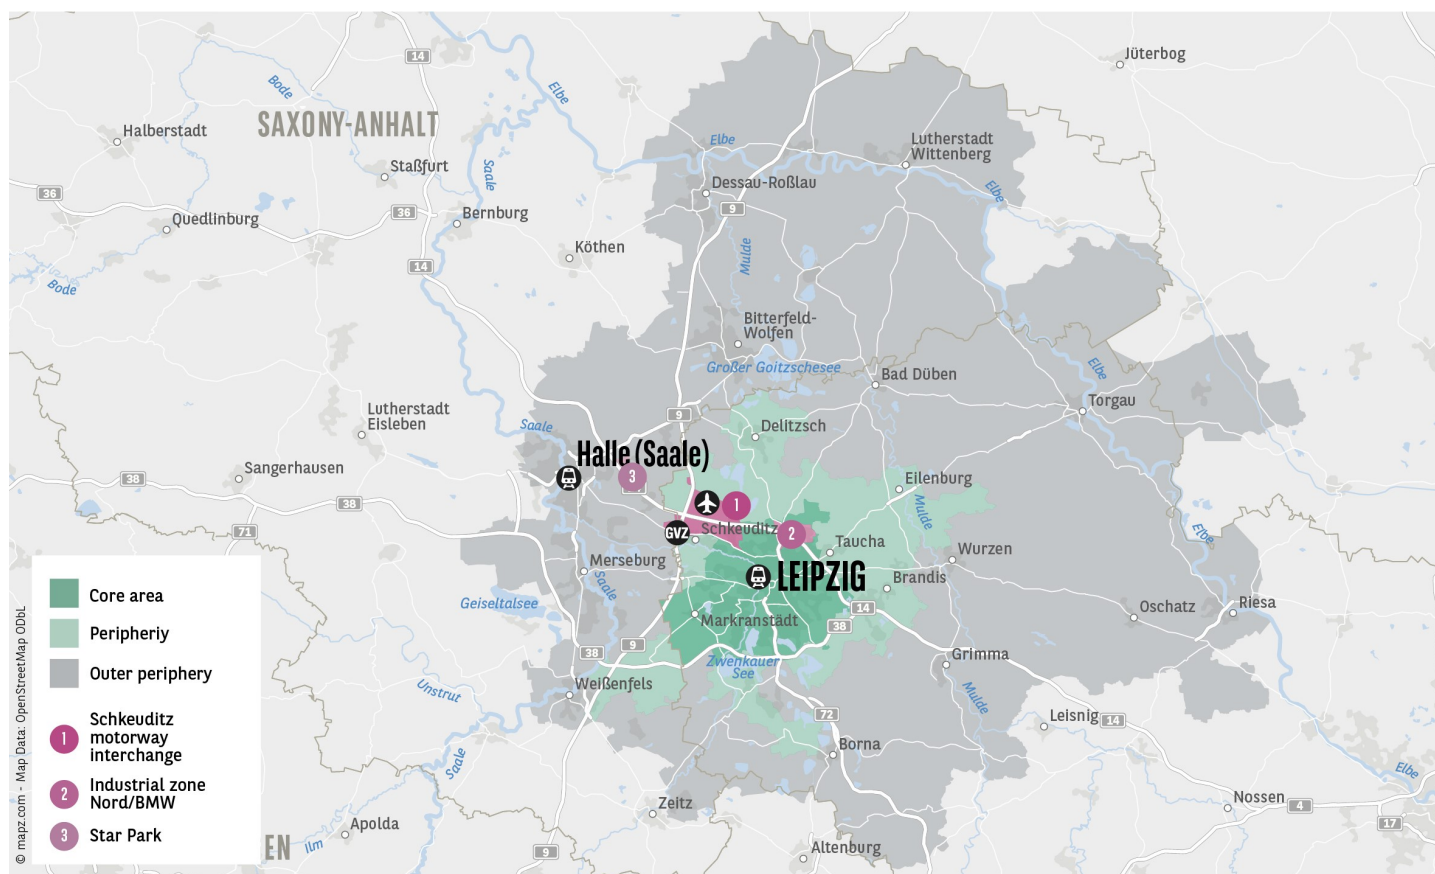 14
Jüterbog
Elbe
Bode
SAXONY-ANHALT
Halberstadt
Elbe
Lutherstadt
Wittenberg
Staßfurt
Saale
Dessau-Roßlau
Elbe
36
36
9
Quedlinburg
Bernburg
Köthen
Mulde
14
Bode
Bitterfeld-
Wolfen
Großer Goitzschesee
Elbe
Bad Düben
Torgau
Lutherstadt
Eisleben
9
Saale
Delitzsch
Halle (Saale)
Sangerhausen
3
Eilenburg
38
38
1
Mulde
71
GVZ
Schkeuditz
2
Elbe
Taucha
Wurzen
Merseburg
LEIPZIG
Brandis
Saale
Geiseltalsee
14
Oschatz
Riesa
Markranstädt
38
9
38
Zwenkauer
See
Grimma
Weißenfels
Unstrut
Mulde
72
Leisnig
14
Borna
Saale
Elbe
Zeitz
Nossen
4
17
Apolda
Ilm
EN
9
Altenburg
Core area
Peripheriy
Outer periphery
1
Schkeuditz
motorway
interchange
2
Industrial zone
Nord/BMW
3
Star Park
© mapz.com - Map Data: OpenStreetMap ODbL